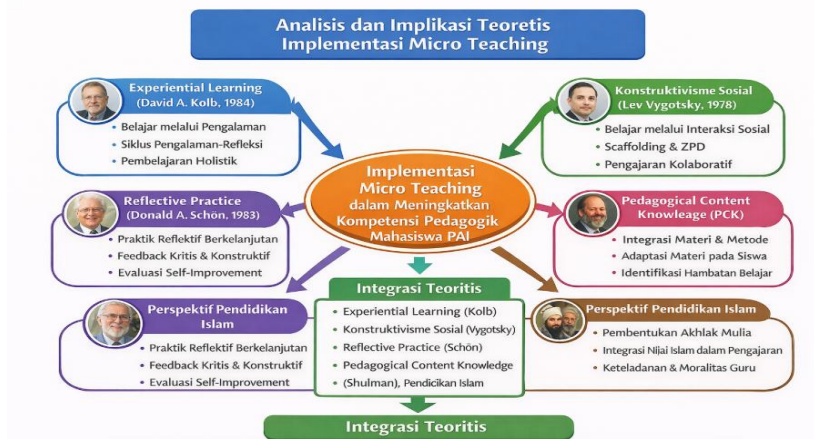 Analisis dan Implikasi Teoretis
Implementasi Micro Teaching
Experiential Learning
(David A. Kolb, 1984)
• Belajar melalui Pengalaman
• Siklus Pengalaman-Refleksi
• Pembelajaran Holistik
Konstruktivisme Sosial
(Lev Vygotsky, 1978)
• Belajar melalui Interaksi Sosial
• Scaffolding & ZPD
• Pengajaran Kolaboratif
Implementasi
Micro Teaching
dalam Meningkatkan
Kompetensi Pedagogik
Mahasiswa PAI
Reflective Practice
(Donald A. Schön, 1983)
• Praktik Reflektif Berkelanjutan
• Feedback Kritis & Konstruktif
• Evaluasi Self-Improvement
Pedagogical Content
Knowleage (PCK)
• Integrasi Materi & Metode
• Adaptasi Materi pada Siswa
• Identifikasi Hambatan Belajar
Perspektif Pendidikan
Islam
• Praktik Reflektif Berkelanjutan
• Feedback Kritis & Konstruktif
• Evaluasi Self-Improvement
Integrasi Teoritis
• Experiential Learning (Kolb)
• Konstruktivisme Sosial (Vygotsky)
• Reflective Practice (Schön)
• Pedagogical Content Knowledge
• (Shulman), Pendicikan Islam
Perspektif Pendidikan Islam
• Pembentukan Akhlak Mulia
• Integrasi Nijai Islam dalam Pengajaran
• Keteladanan & Moralitas Guru
Integrasi Teoritis